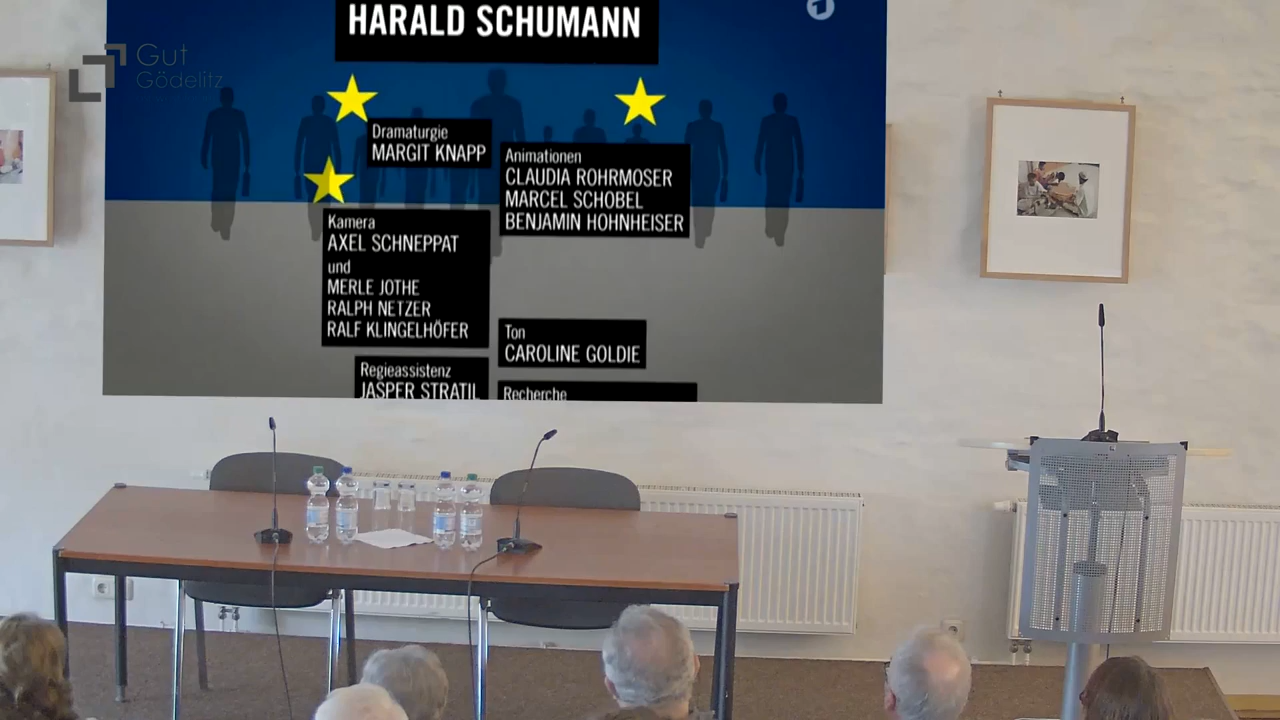 HARALD SCHUMANN
Gut
Gödelitz
Dramaturgie
MARGIT KNAPP
Animationen
CLAUDIA ROHRMOSER
MARCEL SCHOBEL
BENJAMIN HOHNHEISER
Kamera
AXEL SCHNEPPAT
und
MERLE JOTHE
RALPH NETZER
RALF KLINGELHÖFER
Ton
CAROLINE GOLDIE
Regieassistenz
JASPER STRATIL
Recherche